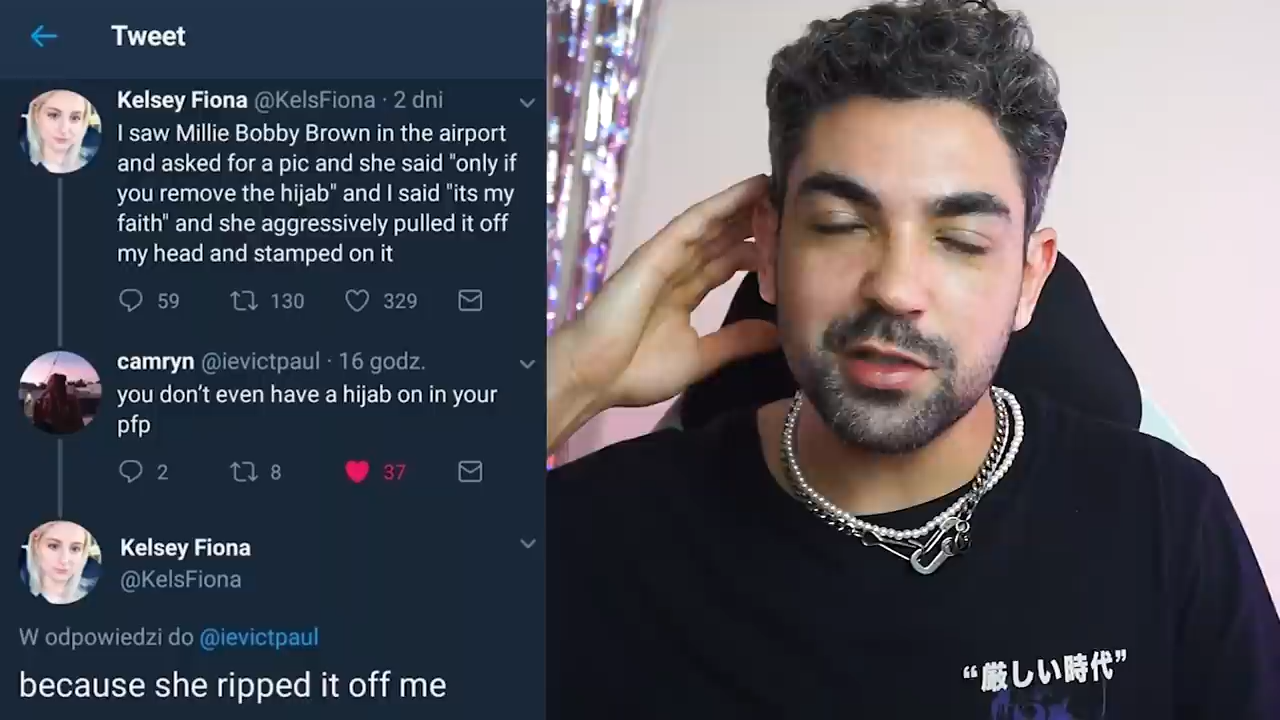 Tweet
Kelsey Fiona @KelsFiona · 2 dni
I saw Millie Bobby Brown in the airport
and asked for a pic and she said "only if
you remove the hijab" and I said "its my
faith" and she aggressively pulled it off
my head and stamped on it
59 130 329
camryn @ievictpaul · 16 godz.
you don't even have a hijab on in your
pfp
2 8 37
Kelsey Fiona
@KelsFiona
W odpowiedzi do @ievictpaul
because she ripped it off me
“厳しい時代”